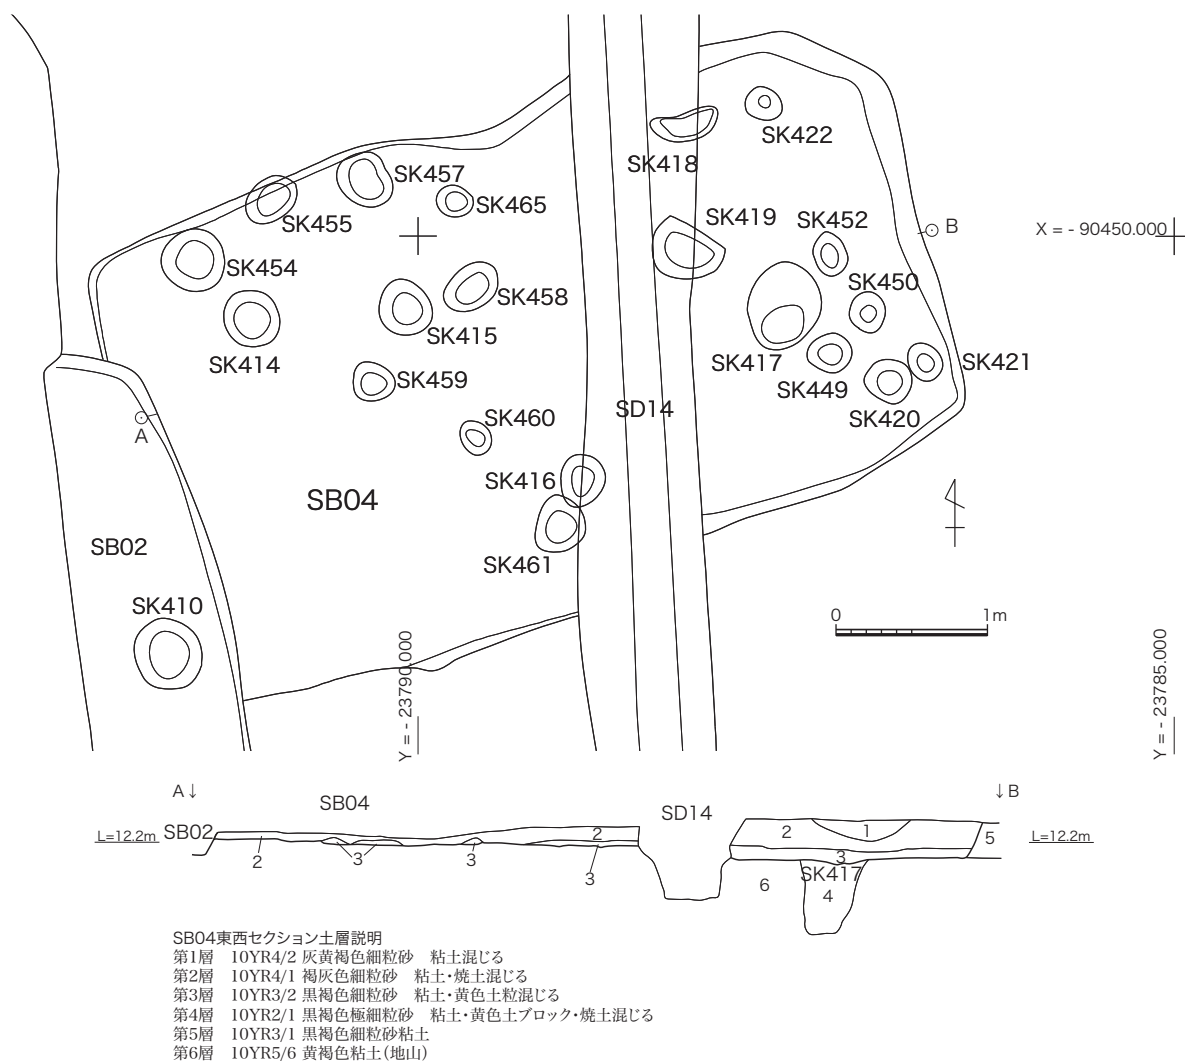 SK422
SK418
SK457
SK465
SK455
SK419
SK452
B
X = - 90450.000
SK454
SK458
SK450
SK415
SK414
SK417
SK421
SK459
SK449
SD14
SK460
SK420
A
SK416
SB04
SB02
SK461
SK410
0 1m
Y = - 23790.000
Y = - 23785.000
A↓
SB04
SD14
↓B
L=12.2m
SB02
2
3
3
2
3
2
1
5
L=12.2m
3
SK417
6
4
SB04東西セクション土層説明
第1層 10YR4/2 灰黄褐色細粒砂 粘土混じる
第2層 10YR4/1 褐灰色細粒砂 粘土・焼土混じる
第3層 10YR3/2 黒褐色細粒砂 粘土・黄色土粒混じる
第4層 10YR2/1 黒褐色極細粒砂 粘土・黄色土ブロック・焼土混じる
第5層 10YR3/1 黒褐色細粒砂粘土
第6層 10YR5/6 黄褐色粘土(地山)